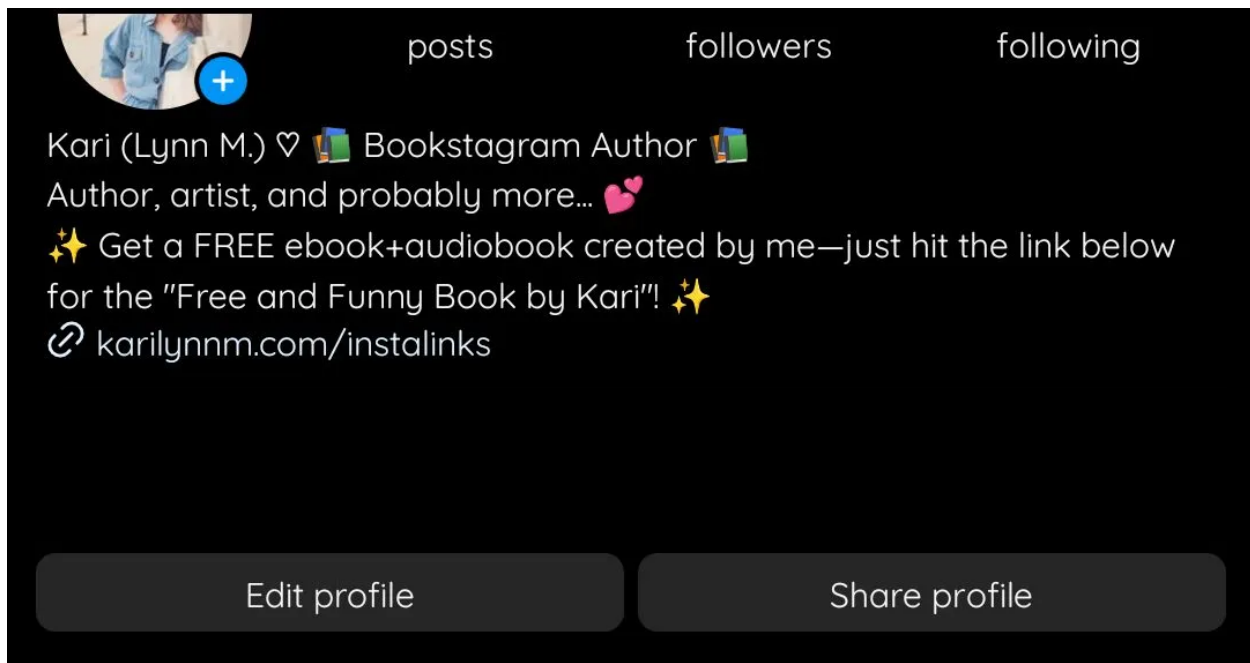 posts followers following
Kari (Lynn M.) ♡ 📚 Bookstagram Author 📚
Author, artist, and probably more... 💕
✨ Get a FREE ebook+audiobook created by me—just hit the link below
for the "Free and Funny Book by Kari"! ✨
karilynnm.com/instalinks
Edit profile Share profile